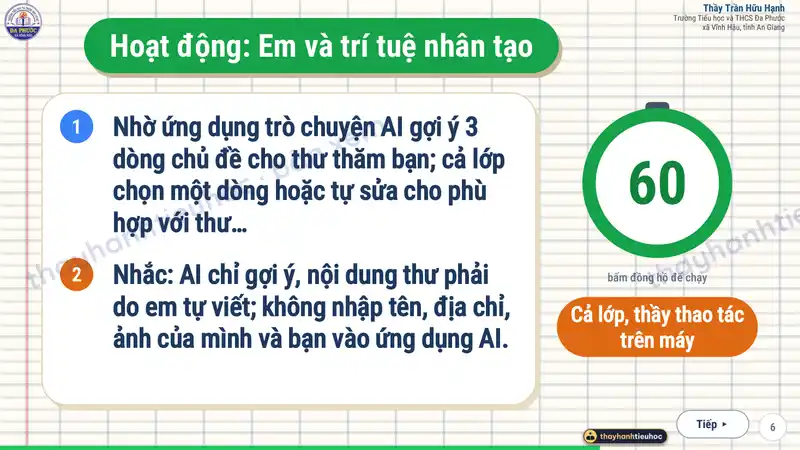 Thầy Trần Hữu Hạnh
Trường Tiểu học và THCS Đa Phước
xã Vĩnh Hậu, tỉnh An Giang
ĐA PHƯỚC
Hoạt động: Em và trí tuệ nhân tạo
1
Nhờ ứng dụng trò chuyện AI gợi ý 3
dòng chủ đề cho thư thăm bạn; cả lớp
chọn một dòng hoặc tự sửa cho phù
hợp với thư...
2
Nhắc: AI chỉ gợi ý, nội dung thư phải
do em tự viết; không nhập tên, địa chỉ,
ảnh của mình và bạn vào ứng dụng AI.
60
bấm đồng hồ để chạy
Cả lớp, thầy thao tác
trên máy
Tiếp ▸
6
thayhanhtieuhoc